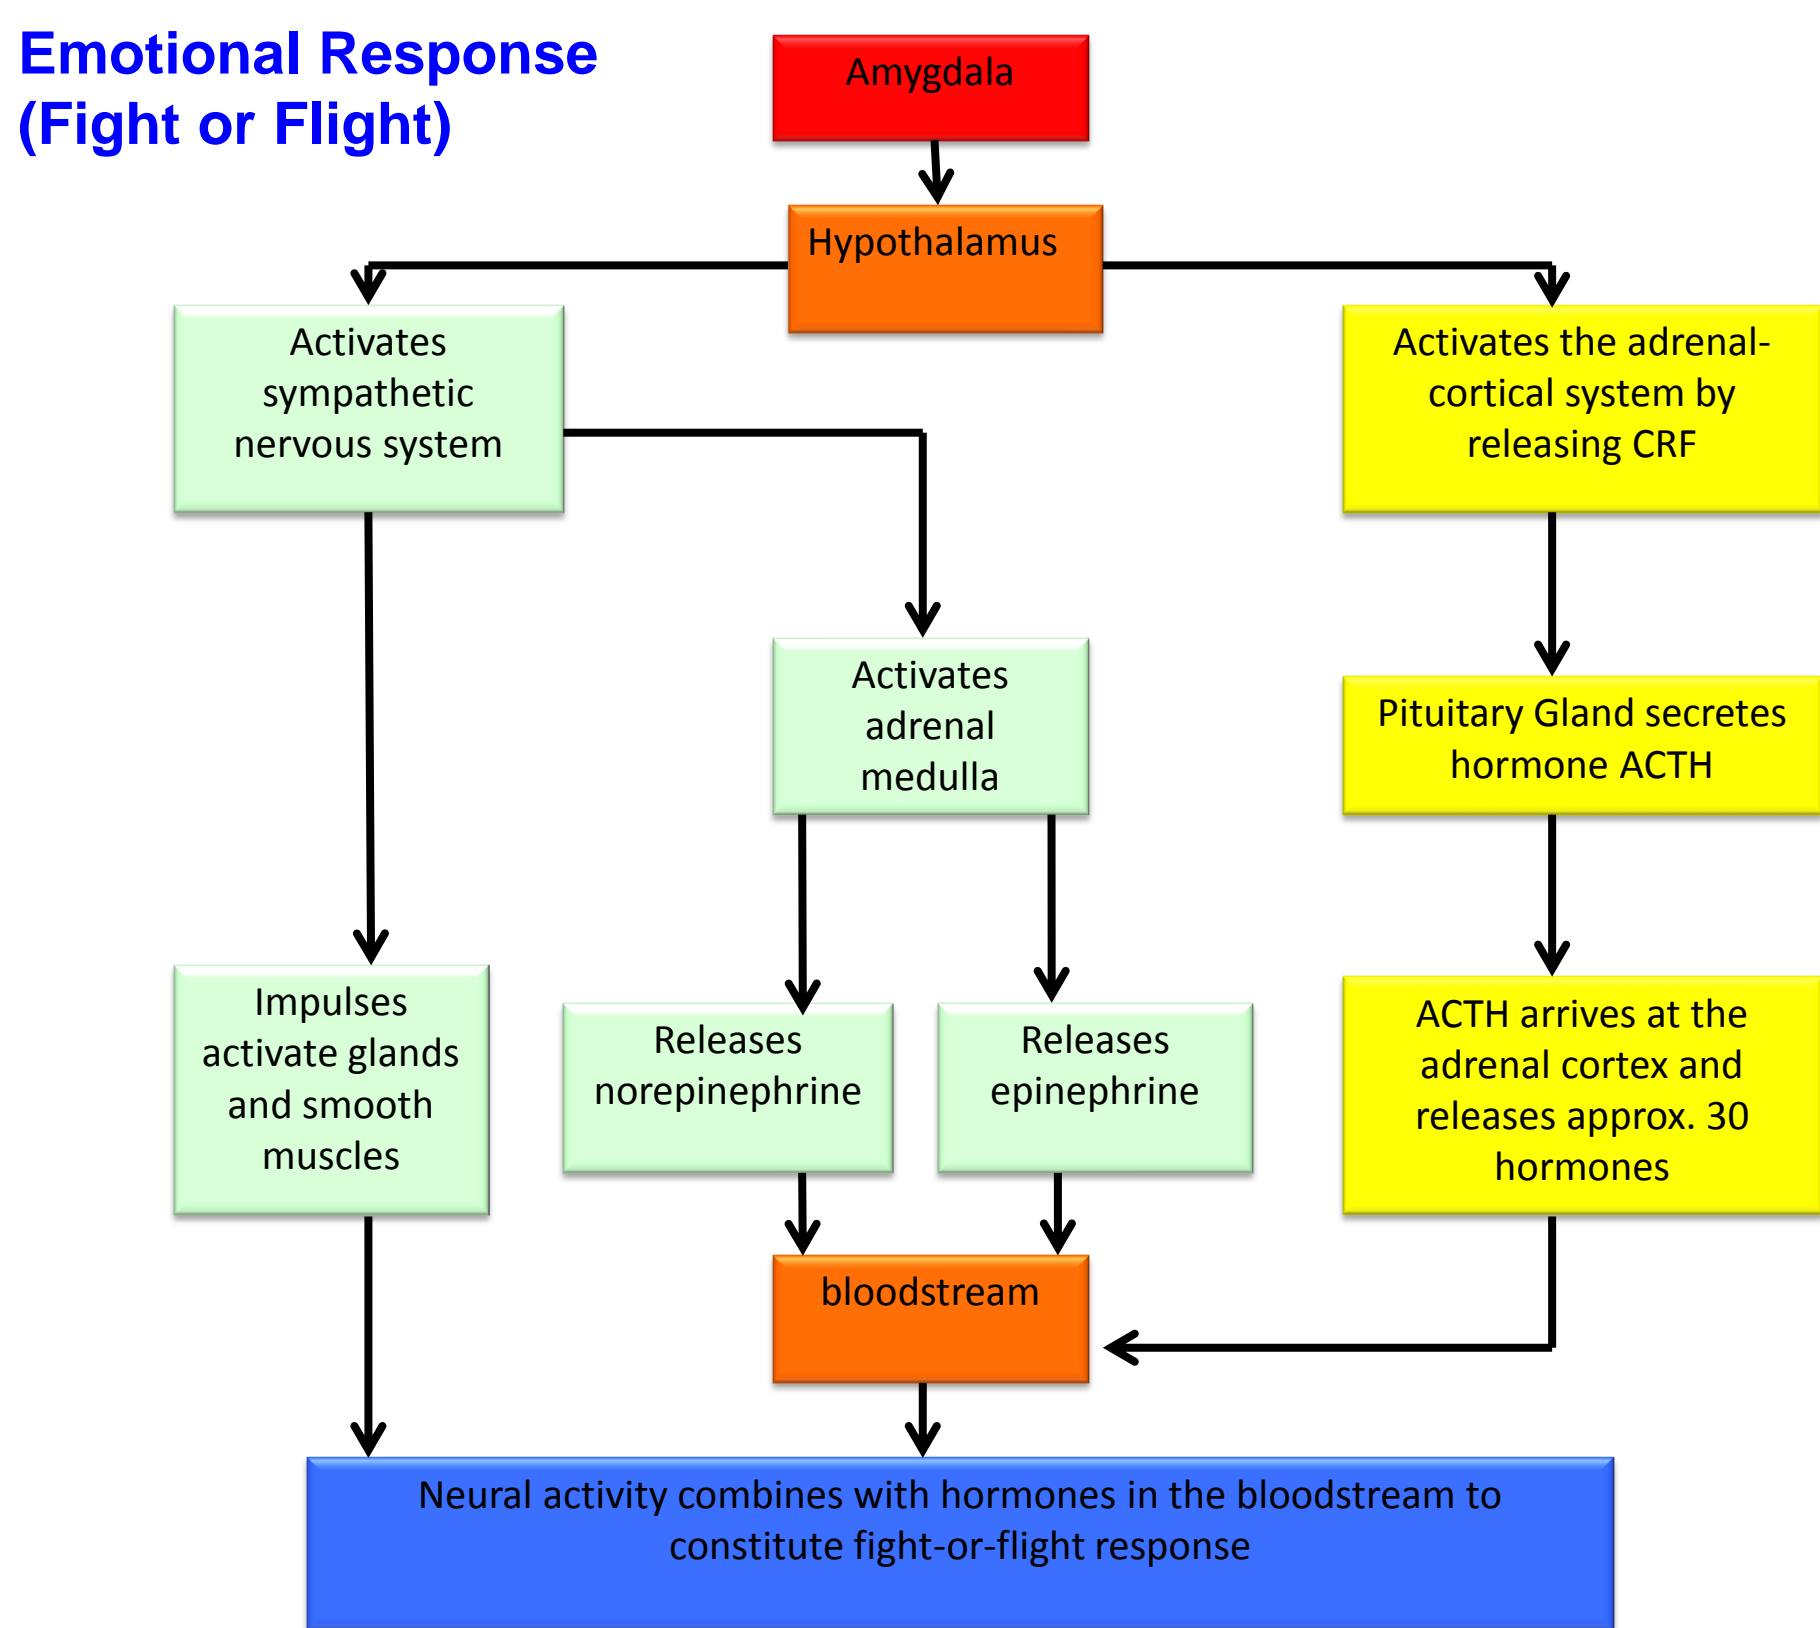 Emotional Response
(Fight or Flight)
Amygdala
Hypothalamus
Activates
sympathetic
nervous system
Activates the adrenal-
cortical system by
releasing CRF
Activates
adrenal
medulla
Pituitary Gland secretes
hormone ACTH
Impulses
activate glands
and smooth
muscles
Releases
norepinephrine
Releases
epinephrine
ACTH arrives at the
adrenal cortex and
releases approx. 30
hormones
bloodstream
Neural activity combines with hormones in the bloodstream to
constitute fight-or-flight response